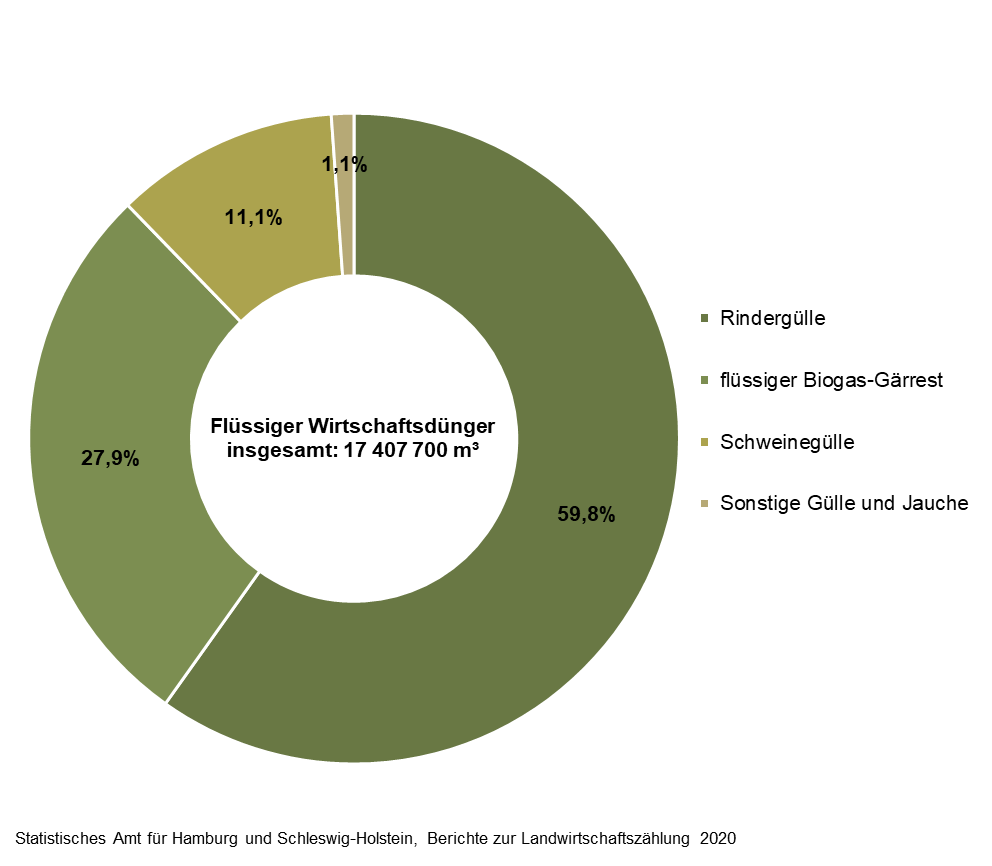 1,1%
11,1%
27,9%
59,8%
Flüssiger Wirtschaftsdünger
insgesamt: 17 407 700 m³
Rindergülle
flüssiger Biogas-Gärrest
Schweinegülle
Sonstige Gülle und Jauche
Statistisches Amt für Hamburg und Schleswig-Holstein, Berichte zur Landwirtschaftszählung 2020